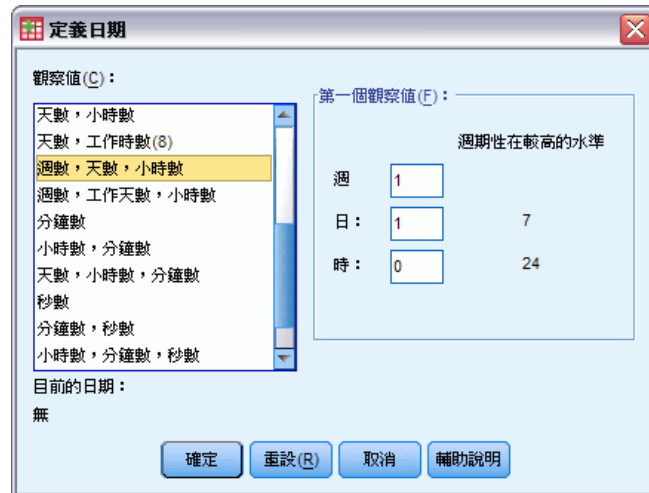 定義日期
觀察值(C)：
天數，小時數
天數，工作時數(8)
週數，天數，小時數
週數，工作天數，小時數
分鐘數
小時數，分鐘數
天數，小時數，分鐘數
秒數
分鐘數，秒數
小時數，分鐘數，秒數
目前的日期：
無
第一個觀察值(F)：
週期性在較高的水準
週 1
日： 1 7
時： 0 24
確定 重設(R) 取消 輔助說明